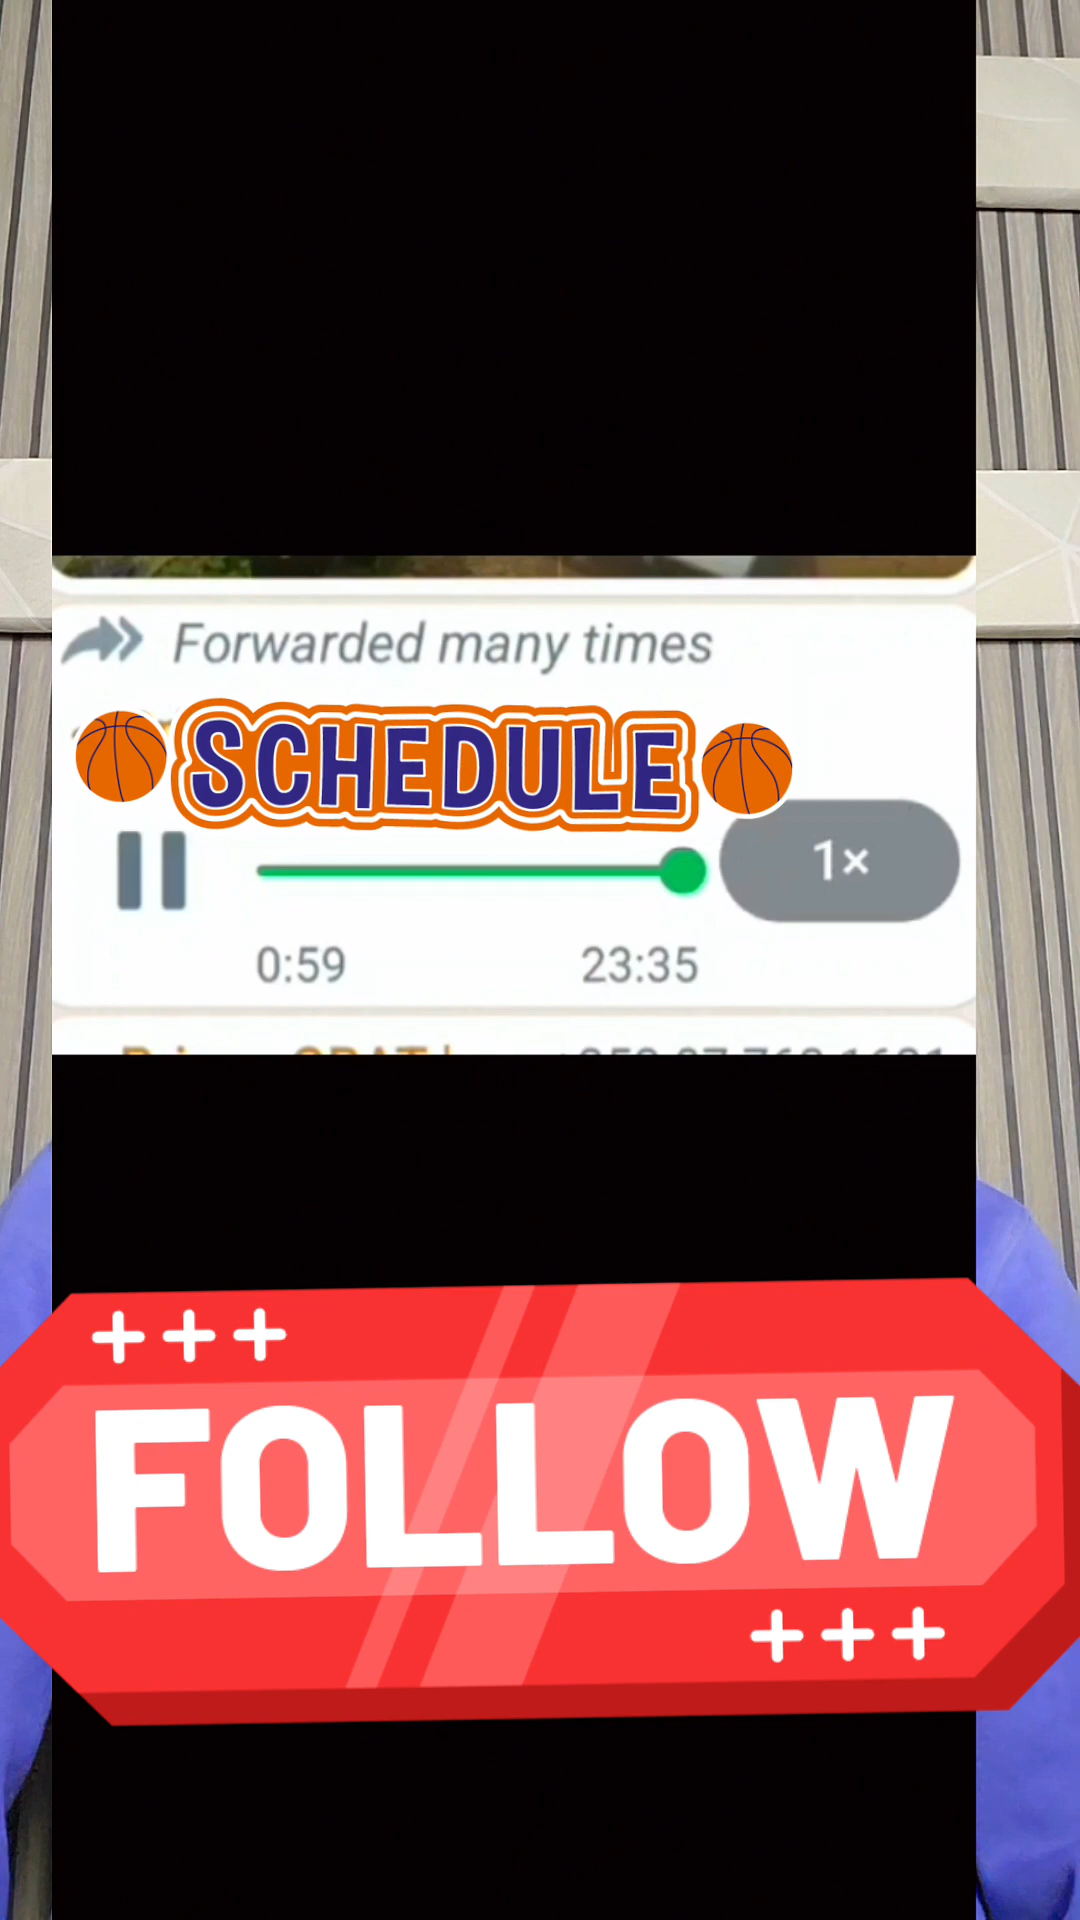 Forwarded many times
SCHEDULE
1×
0:59
23:35
+++
FOLLOW
+++